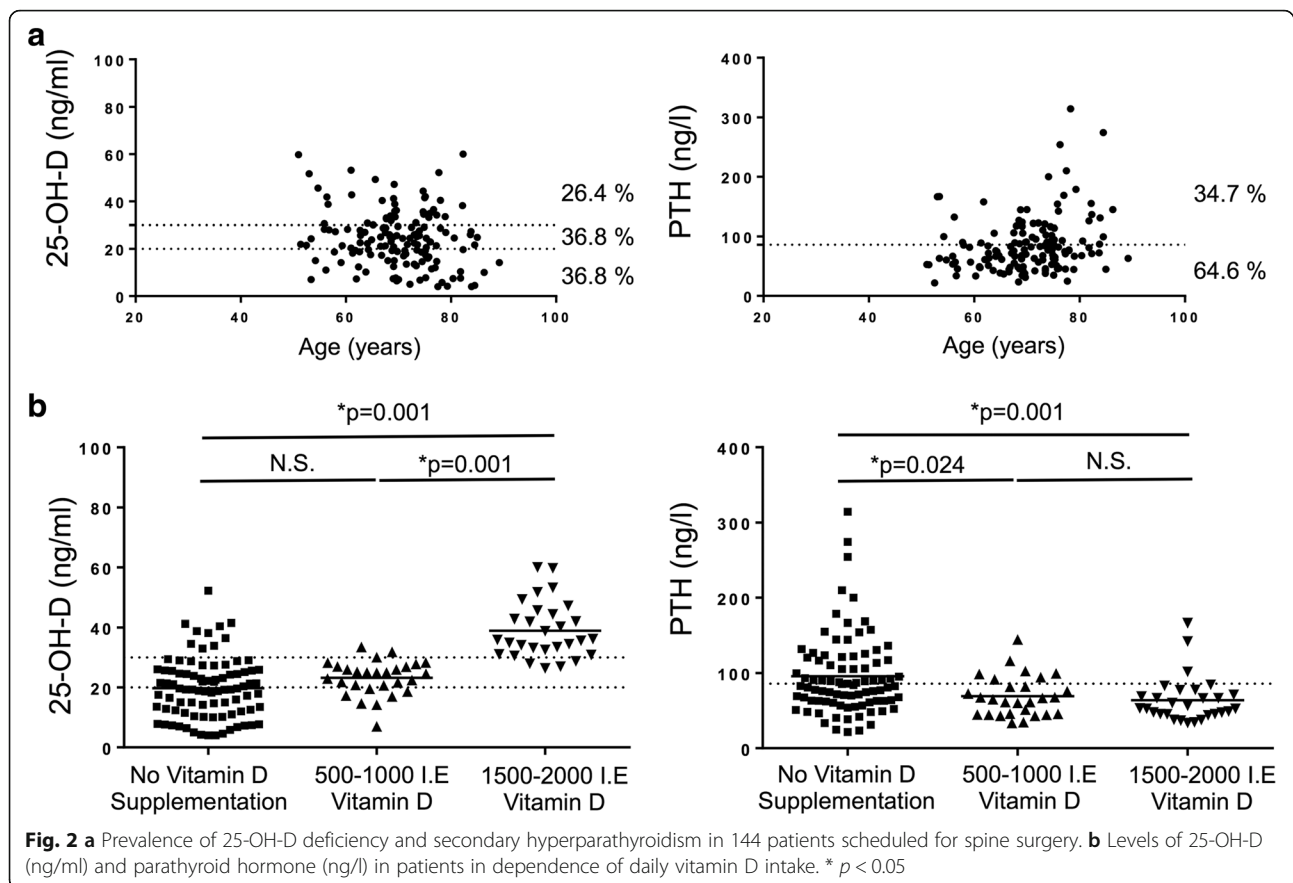 a
100
80
60
40
20
0
25-OH-D (ng/ml)
26.4 %
36.8 %
36.8 %
20 40 60 80 100
Age (years)
400
300
200
100
0
PTH (ng/l)
34.7 %
64.6 %
20 40 60 80 100
Age (years)
b
*p=0.001
N.S. *p=0.001
100
80
60
40
20
0
25-OH-D (ng/ml)
No Vitamin D 500-1000 I.E 1500-2000 I.E
Supplementation Vitamin D Vitamin D
*p=0.001
*p=0.024 N.S.
400
300
200
100
0
PTH (ng/l)
No Vitamin D 500-1000 I.E 1500-2000 I.E
Supplementation Vitamin D Vitamin D
Fig. 2 a Prevalence of 25-OH-D deficiency and secondary hyperparathyroidism in 144 patients scheduled for spine surgery. b Levels of 25-OH-D
(ng/ml) and parathyroid hormone (ng/l) in patients in dependence of daily vitamin D intake. * p < 0.05